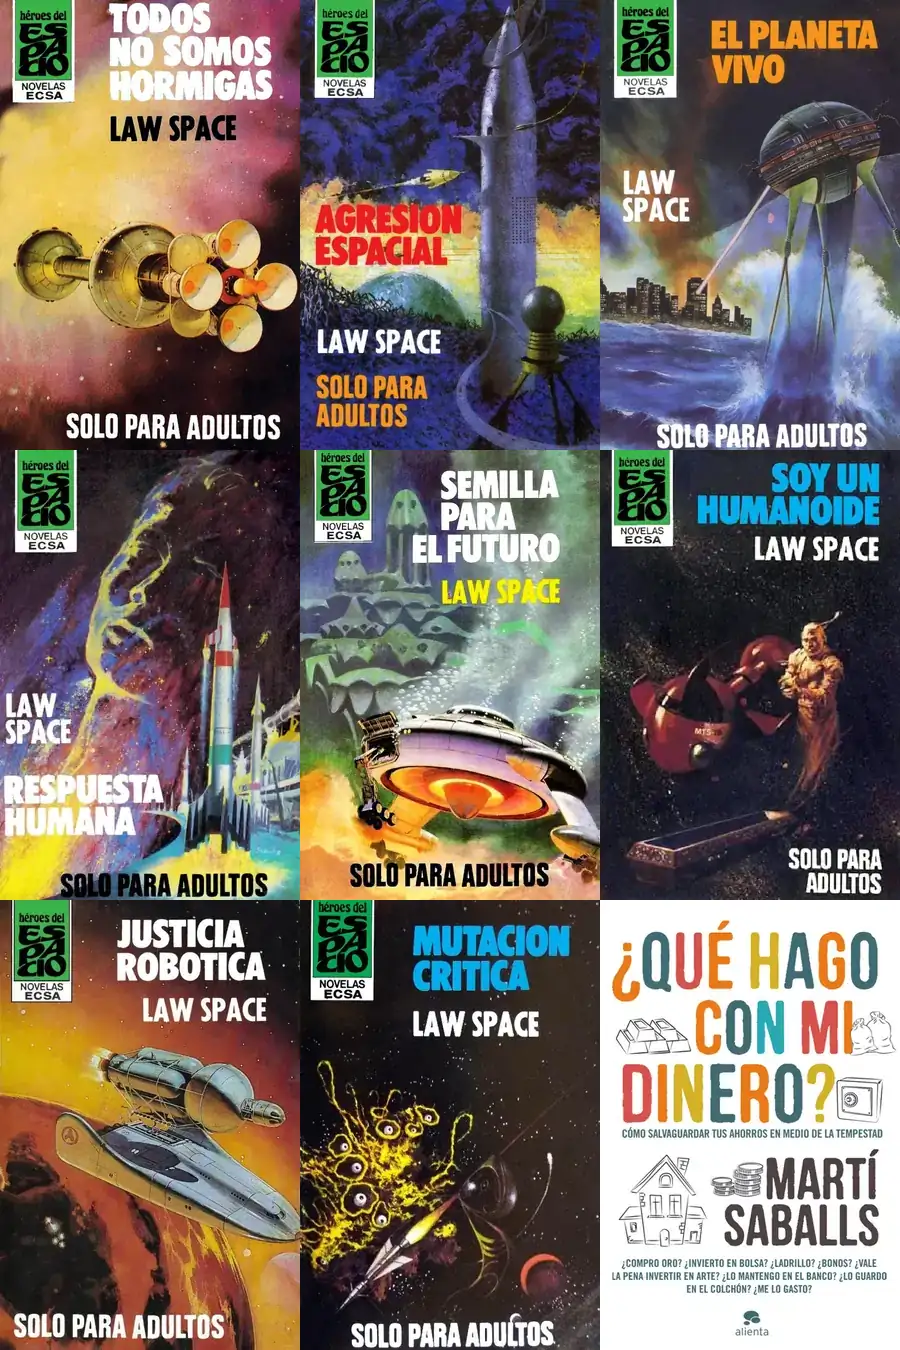 héroes del
ESPACIO
NOVELAS
ECSA
TODOS
NO SOMOS
HORMIGAS
LAW SPACE
SOLO PARA ADULTOS
héroes del
ESPACIO
NOVELAS
ECSA
AGRESION
ESPACIAL
LAW SPACE
SOLO PARA
ADULTOS
héroes del
ESPACIO
NOVELAS
ECSA
EL PLANETA
VIVO
LAW
SPACE
SOLO PARA ADULTOS
héroes del
ESPACIO
NOVELAS
ECSA
LAW
SPACE
RESPUESTA
HUMANA
SOLO PARA ADULTOS
héroes del
ESPACIO
NOVELAS
ECSA
SEMILLA
PARA
EL FUTURO
LAW SPACE
SOLO PARA ADULTOS
héroes del
ESPACIO
NOVELAS
ECSA
SOY UN
HUMANOIDE
LAW SPACE
SOLO PARA
ADULTOS
héroes del
ESPACIO
NOVELAS
ECSA
JUSTICIA
ROBOTICA
LAW SPACE
SOLO PARA ADULTOS
héroes del
ESPACIO
NOVELAS
ECSA
MUTACION
CRITICA
LAW SPACE
SOLO PARA ADULTOS
¿QUÉ HAGO
CON MI
DINERO?
CÓMO SALVAGUARDAR TUS AHORROS EN MEDIO DE LA TEMPESTAD
MARTÍ
SABALLS
¿COMPRO ORO? ¿INVIERTO EN BOLSA? ¿LADRILLO? ¿BONOS? ¿VALE
LA PENA INVERTIR EN ARTE? ¿LO MANTENGO EN EL BANCO? ¿LO GUARDO
EN EL COLCHÓN? ¿ME LO GASTO?
alienta